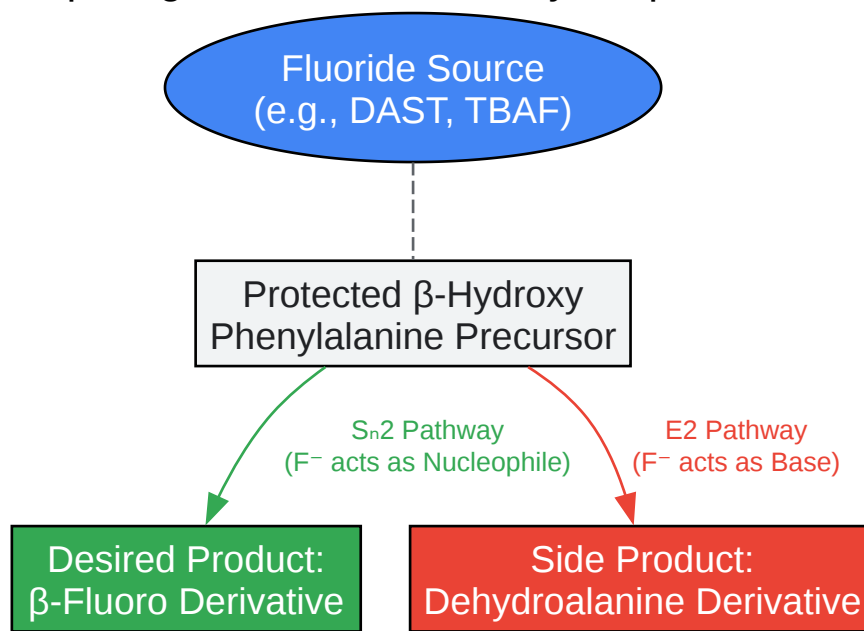 Fluoride Source
(e.g., DAST, TBAF)
Protected β-Hydroxy
Phenylalanine Precursor
Sₙ2 Pathway
(F⁻ acts as Nucleophile)
E2 Pathway
(F⁻ acts as Base)
Desired Product:
β-Fluoro Derivative
Side Product:
Dehydroalanine Derivative